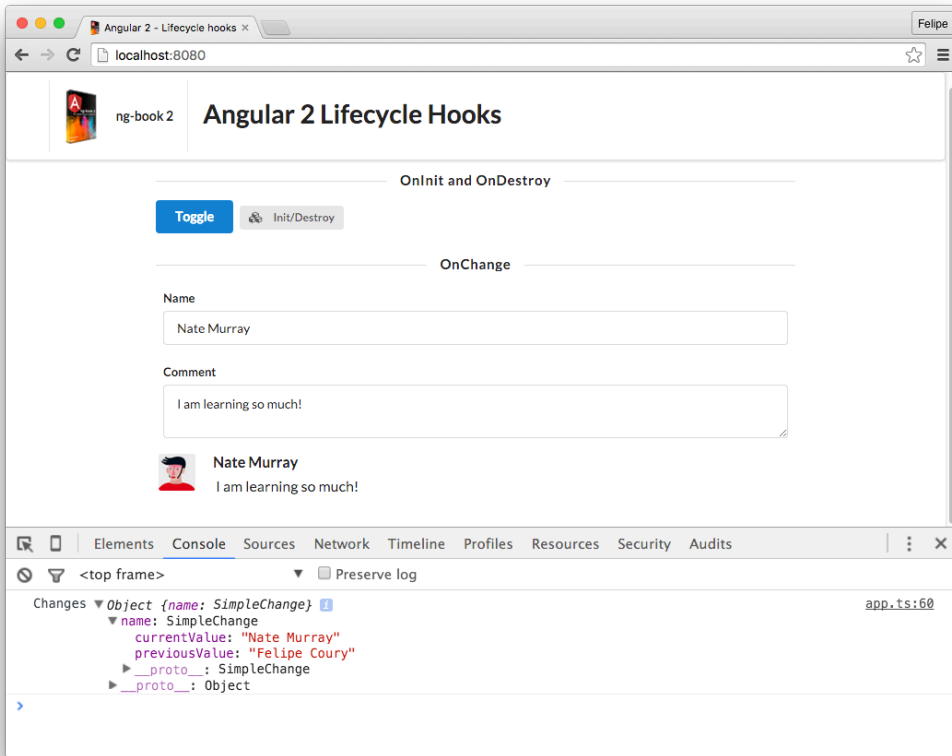 Angular 2 - Lifecycle hooks ×
Felipe
localhost:8080
ng-book 2
Angular 2 Lifecycle Hooks
OnInit and OnDestroy
Toggle Init/Destroy
OnChange
Name
Nate Murray
Comment
I am learning so much!
Nate Murray
I am learning so much!
Elements Console Sources Network Timeline Profiles Resources Security Audits
<top frame> ▼ Preserve log
Changes ▼Object {name: SimpleChange} i app.ts:60
▼name: SimpleChange
currentValue: "Nate Murray"
previousValue: "Felipe Coury"
▶__proto__: SimpleChange
▶__proto__: Object
>